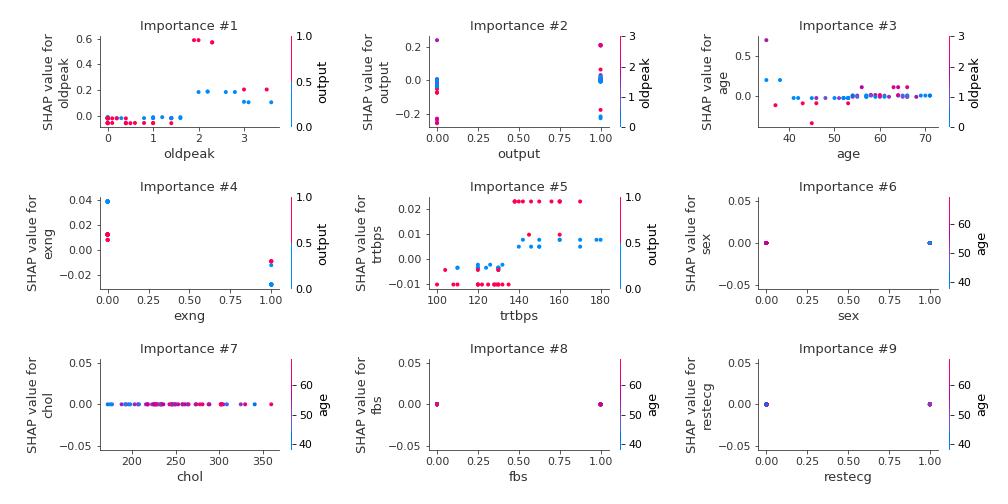 Importance #1
SHAP value for
oldpeak
0.6
0.4
0.2
0.0
0
1
2
3
oldpeak
1.0
0.5
0.0
output
Importance #2
SHAP value for
output
0.2
0.0
−0.2
0.00
0.25
0.50
0.75
1.00
output
3
2
1
0
oldpeak
Importance #3
SHAP value for
age
0.5
0.0
40
50
60
70
age
3
2
1
0
oldpeak
Importance #4
SHAP value for
exng
0.04
0.02
0.00
−0.02
0.00
0.25
0.50
0.75
1.00
exng
1.0
0.5
0.0
output
Importance #5
SHAP value for
trtbps
0.02
0.01
0.00
−0.01
100
120
140
160
180
trtbps
1.0
0.5
0.0
output
Importance #6
SHAP value for
sex
0.05
0.00
−0.05
0.00
0.25
0.50
0.75
1.00
sex
60
50
40
age
Importance #7
SHAP value for
chol
0.05
0.00
−0.05
200
250
300
350
chol
60
50
40
age
Importance #8
SHAP value for
fbs
0.05
0.00
−0.05
0.00
0.25
0.50
0.75
1.00
fbs
60
50
40
age
Importance #9
SHAP value for
restecg
0.05
0.00
−0.05
0.00
0.25
0.50
0.75
1.00
restecg
60
50
40
age